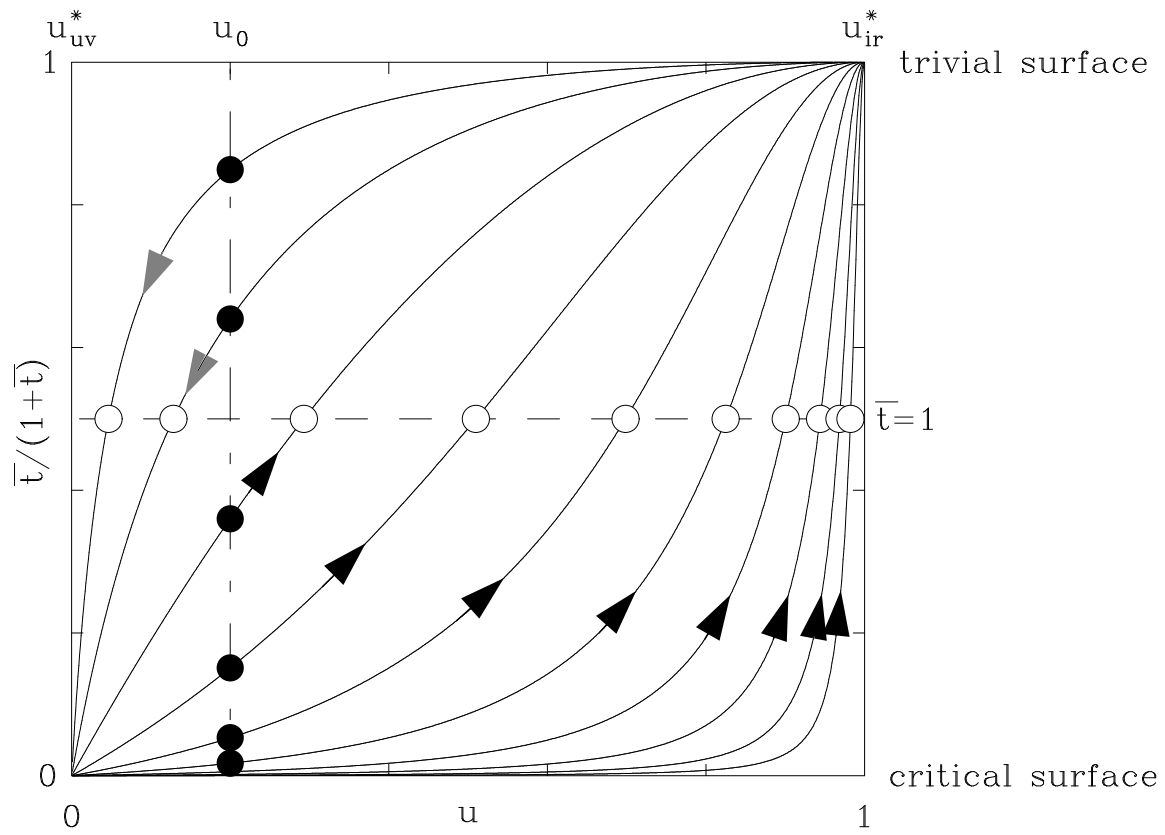 u*uv u0 u*ir
1 trivial surface
t̅/(1+t̅)
t̅=1
0 critical surface
0 u 1